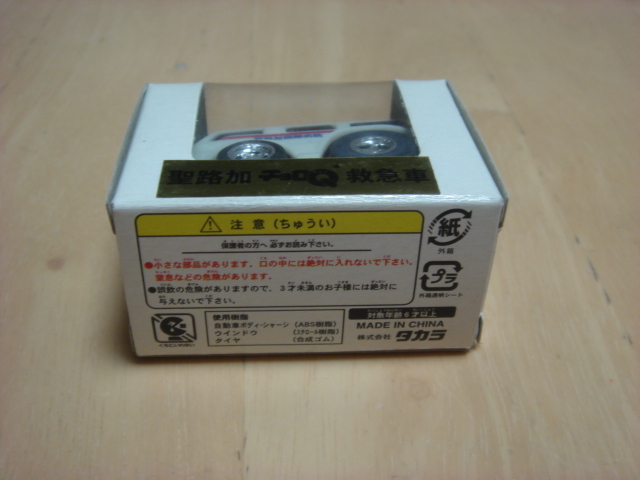 聖路加 チョロQ 救急車
注意(ちゅうい)
保護者の方へ 必ずお読み下さい。
●小さな部品があります。口の中には絶対に入れないで下さい。
窒息などの危険があります。
●誤飲の危険がありますので、3才未満のお子様には絶対に
与えないで下さい。
使用樹脂
自動車ボディ・シャーシ (ABS樹脂)
ウインドウ (スチロール樹脂)
タイヤ (合成ゴム)
紙
外箱
プラ
外箱透明シート
対象年齢6才以上
MADE IN CHINA
株式会社 タカラ